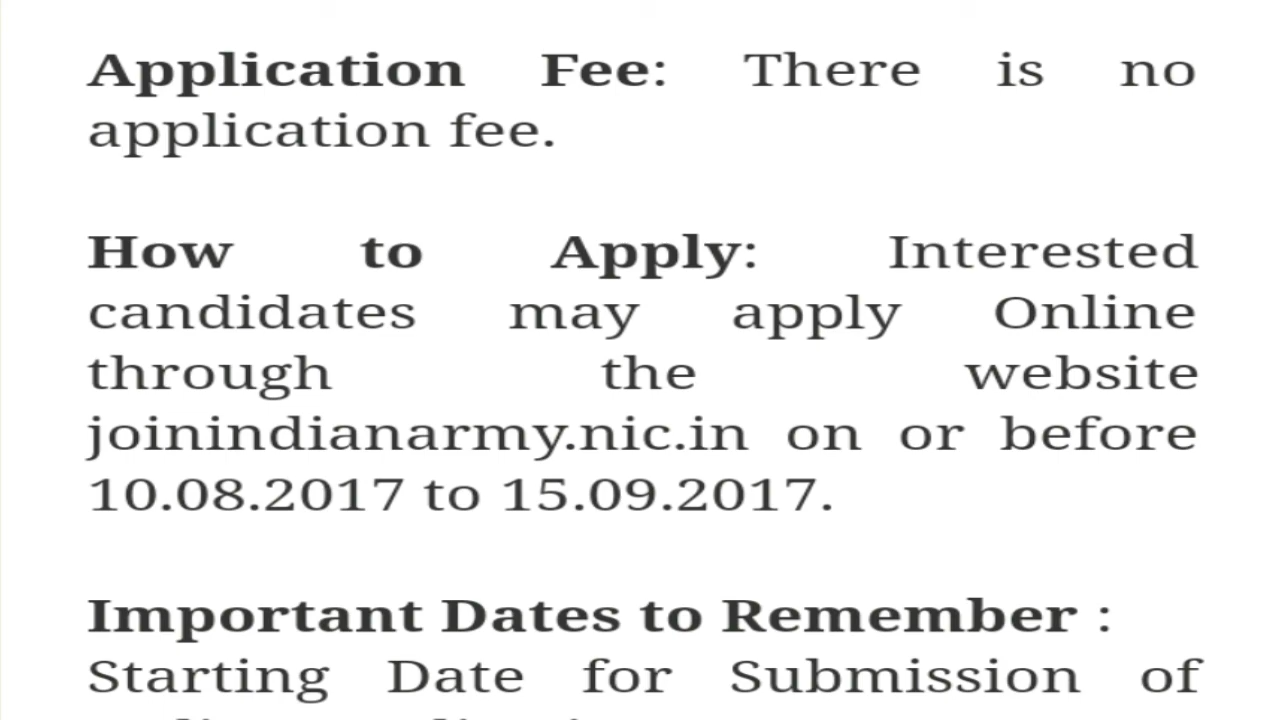 Application Fee: There is no
application fee.
How to Apply: Interested
candidates may apply Online
through the website
joinindianarmy.nic.in on or before
10.08.2017 to 15.09.2017.
Important Dates to Remember :
Starting Date for Submission of